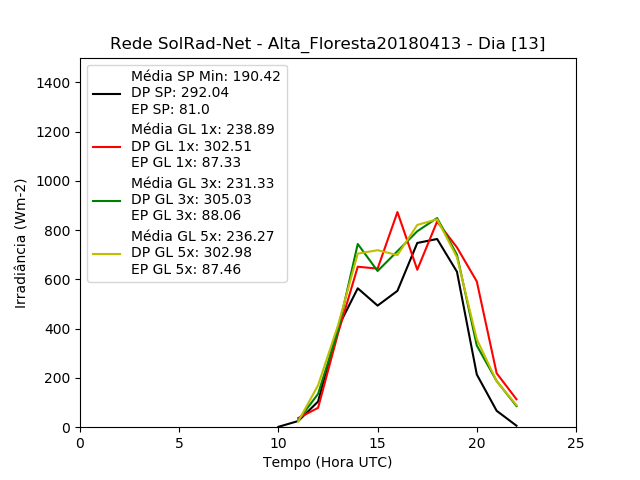 Rede SolRad-Net - Alta_Floresta20180413 - Dia [13]
Média SP Min: 190.42
DP SP: 292.04
EP SP: 81.0
Média GL 1x: 238.89
DP GL 1x: 302.51
EP GL 1x: 87.33
Média GL 3x: 231.33
DP GL 3x: 305.03
EP GL 3x: 88.06
Média GL 5x: 236.27
DP GL 5x: 302.98
EP GL 5x: 87.46
Irradiância (Wm-2)
1400
1200
1000
800
600
400
200
0
0 5 10 15 20 25
Tempo (Hora UTC)